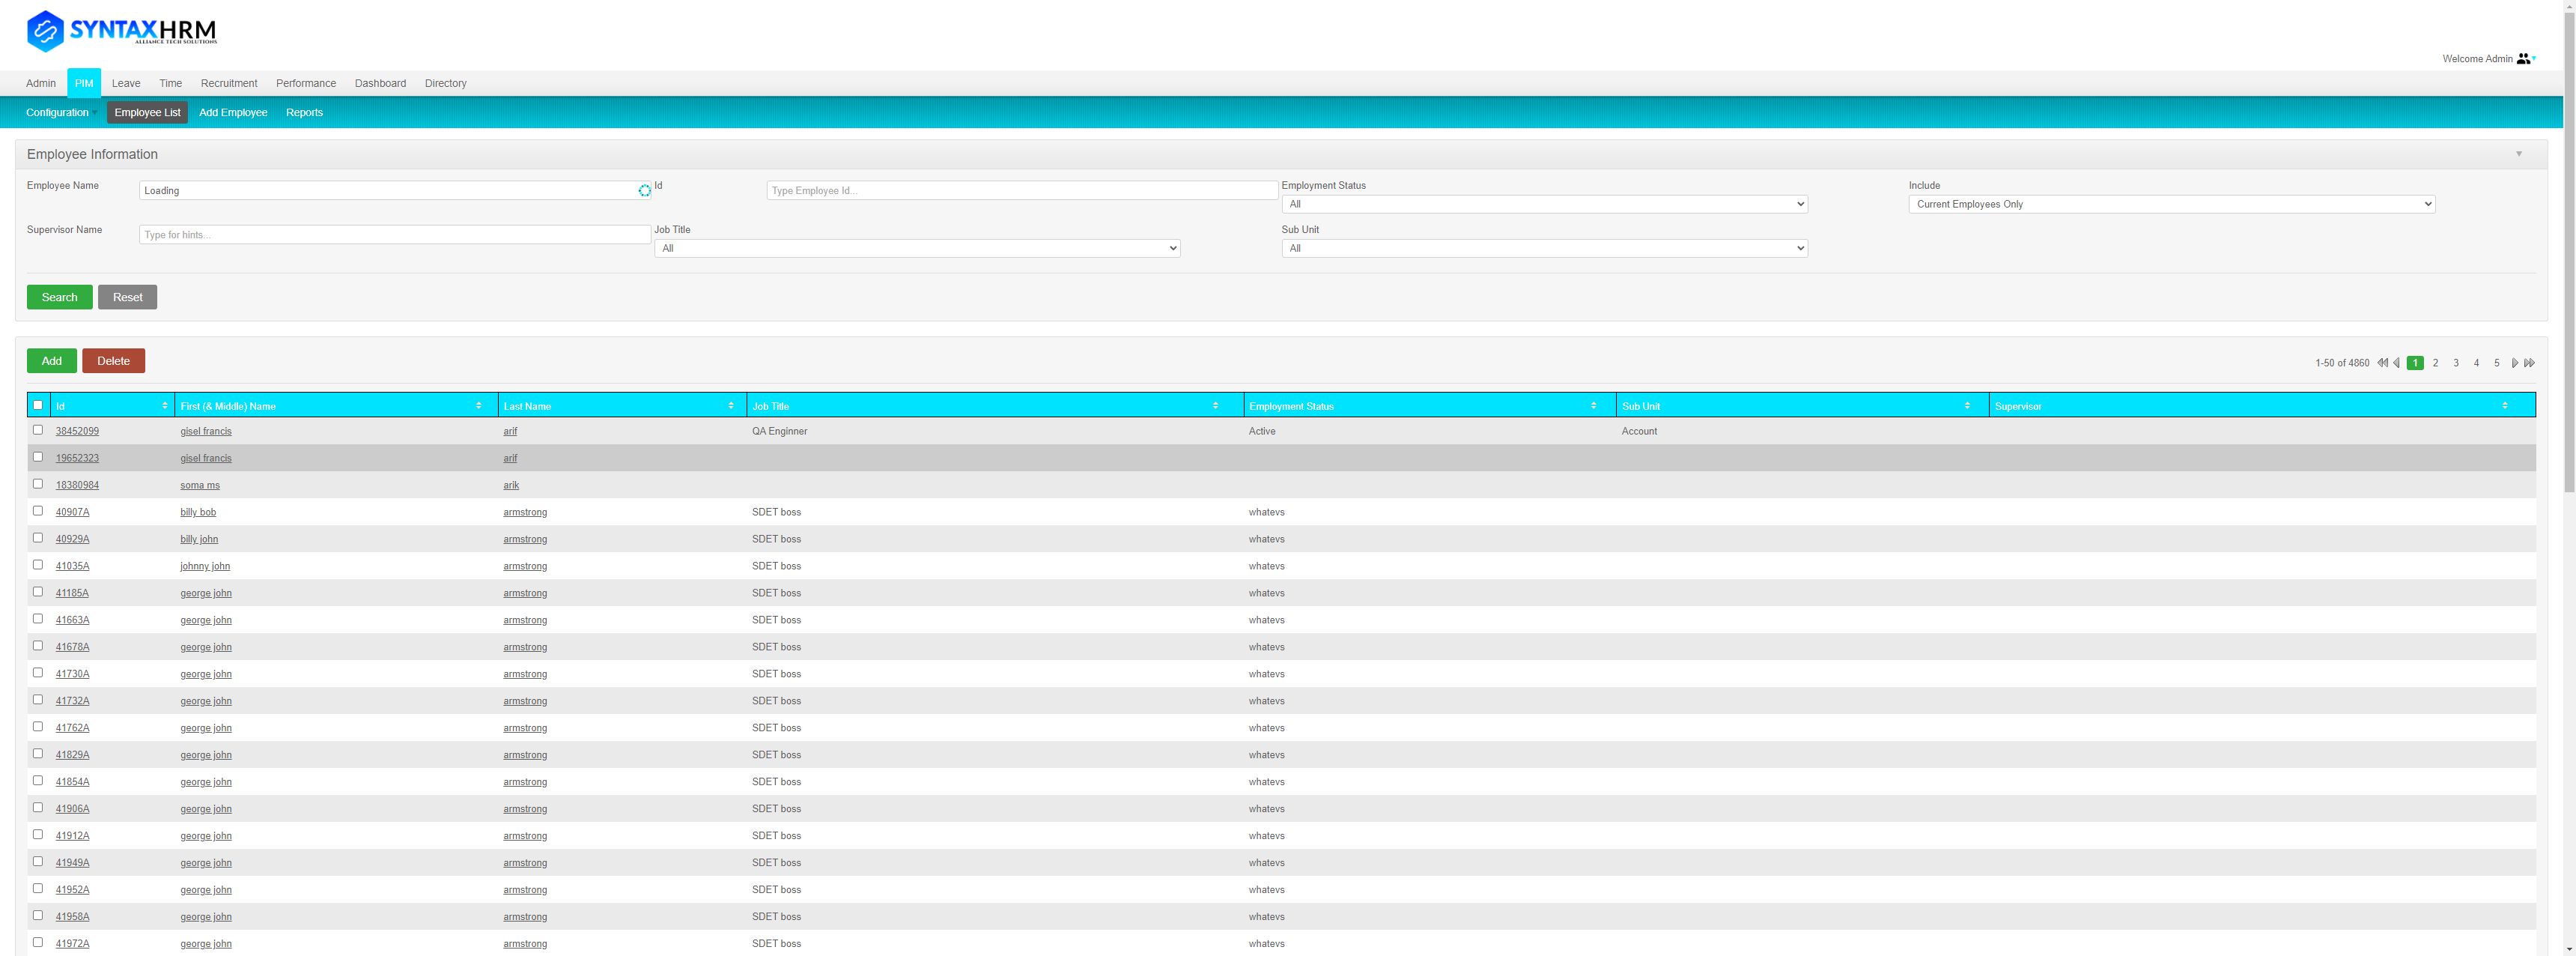 SYNTAXHRM
ALLIANCE TECH SOLUTIONS
Welcome Admin
Admin PIM Leave Time Recruitment Performance Dashboard Directory
Configuration Employee List Add Employee Reports
Employee Information
Employee Name Loading Id Type Employee Id... Employment Status All Include Current Employees Only
Supervisor Name Type for hints... Job Title All Sub Unit All
Search Reset
Add Delete 1-50 of 4860 1 2 3 4 5
Id First (& Middle) Name Last Name Job Title Employment Status Sub Unit Supervisor
38452099 gisel francis arif QA Enginner Active Account
19652323 gisel francis arif
18380984 soma ms arik
40907A billy bob armstrong SDET boss whatevs
40929A billy john armstrong SDET boss whatevs
41035A johnny john armstrong SDET boss whatevs
41185A george john armstrong SDET boss whatevs
41663A george john armstrong SDET boss whatevs
41678A george john armstrong SDET boss whatevs
41730A george john armstrong SDET boss whatevs
41732A george john armstrong SDET boss whatevs
41762A george john armstrong SDET boss whatevs
41829A george john armstrong SDET boss whatevs
41854A george john armstrong SDET boss whatevs
41906A george john armstrong SDET boss whatevs
41912A george john armstrong SDET boss whatevs
41949A george john armstrong SDET boss whatevs
41952A george john armstrong SDET boss whatevs
41958A george john armstrong SDET boss whatevs
41972A george john armstrong SDET boss whatevs